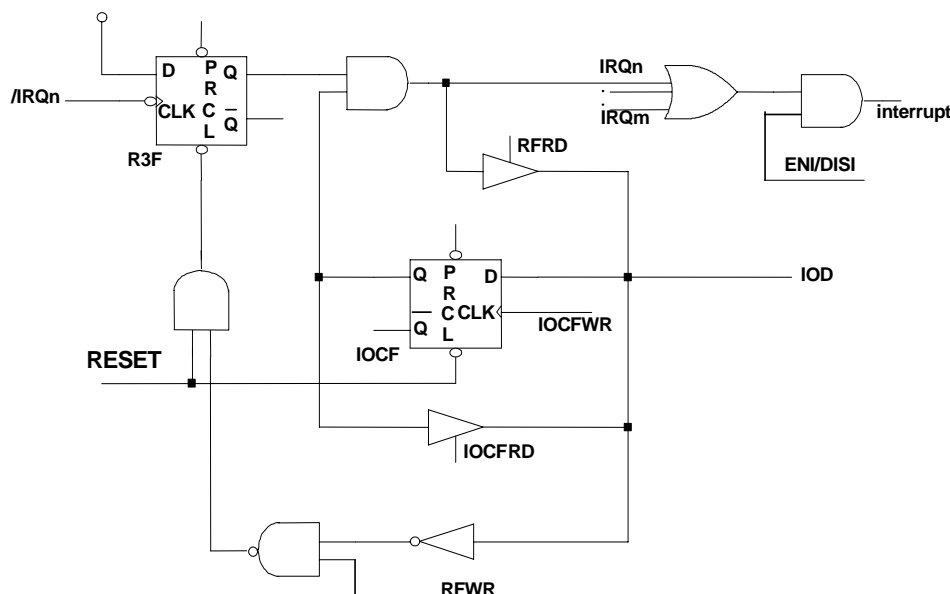 D
P
R
C
L
Q
Q
CLK
/IRQn
R3F
IRQn
:
IRQm
interrupt
ENI/DISI
RFRD
Q
P
R
C
L
D
CLK
Q
IOD
IOCFWR
IOCF
RESET
IOCFRD
RFWR